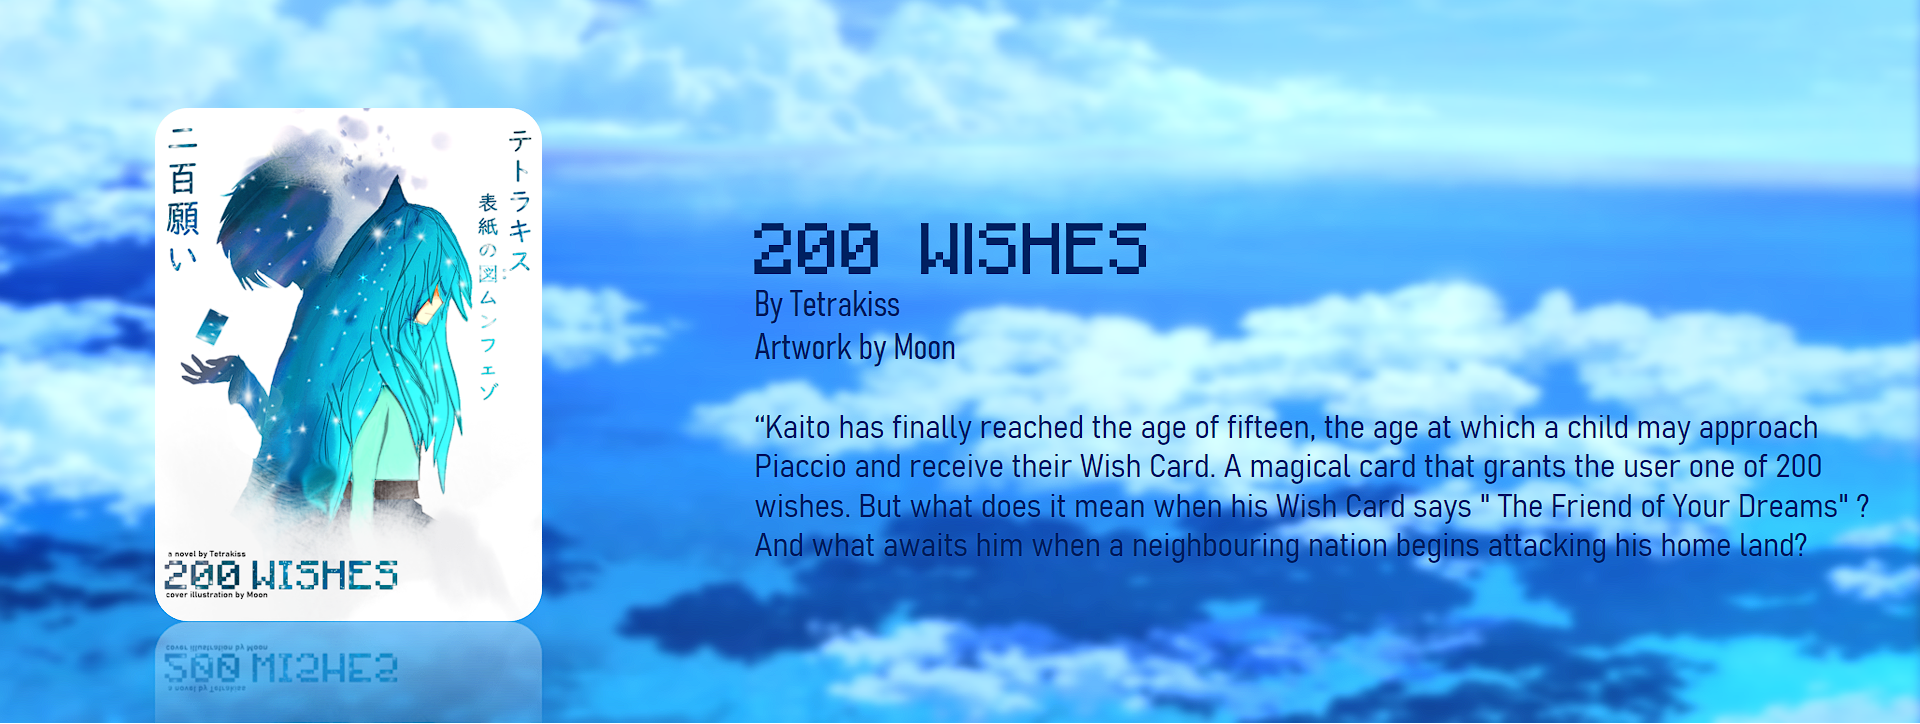 二百願い
テトラキス
表紙の図ムンフェゾ
a novel by Tetrakiss
200 WISHES
cover illustration by Moon
200 WISHES
By Tetrakiss
Artwork by Moon
“Kaito has finally reached the age of fifteen, the age at which a child may approach
Piaccio and receive their Wish Card. A magical card that grants the user one of 200
wishes. But what does it mean when his Wish Card says " The Friend of Your Dreams" ?
And what awaits him when a neighbouring nation begins attacking his home land?